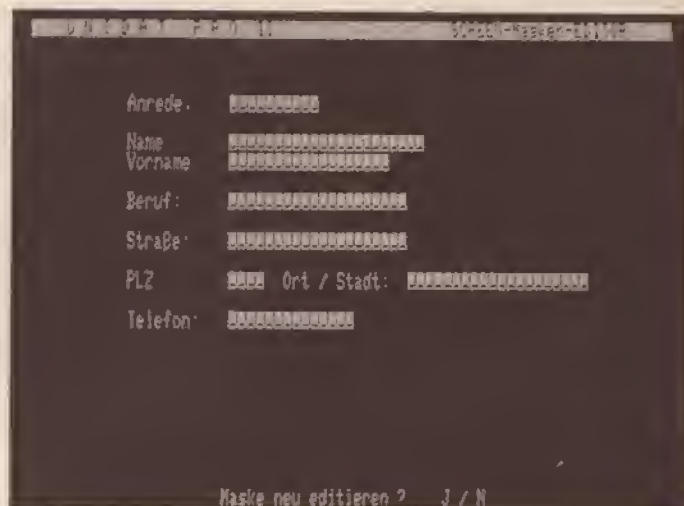 Anrede:
Name
Vorname
Beruf:
Straße:
PLZ Ort / Stadt:
Telefon:
Maske neu editieren ? J / N